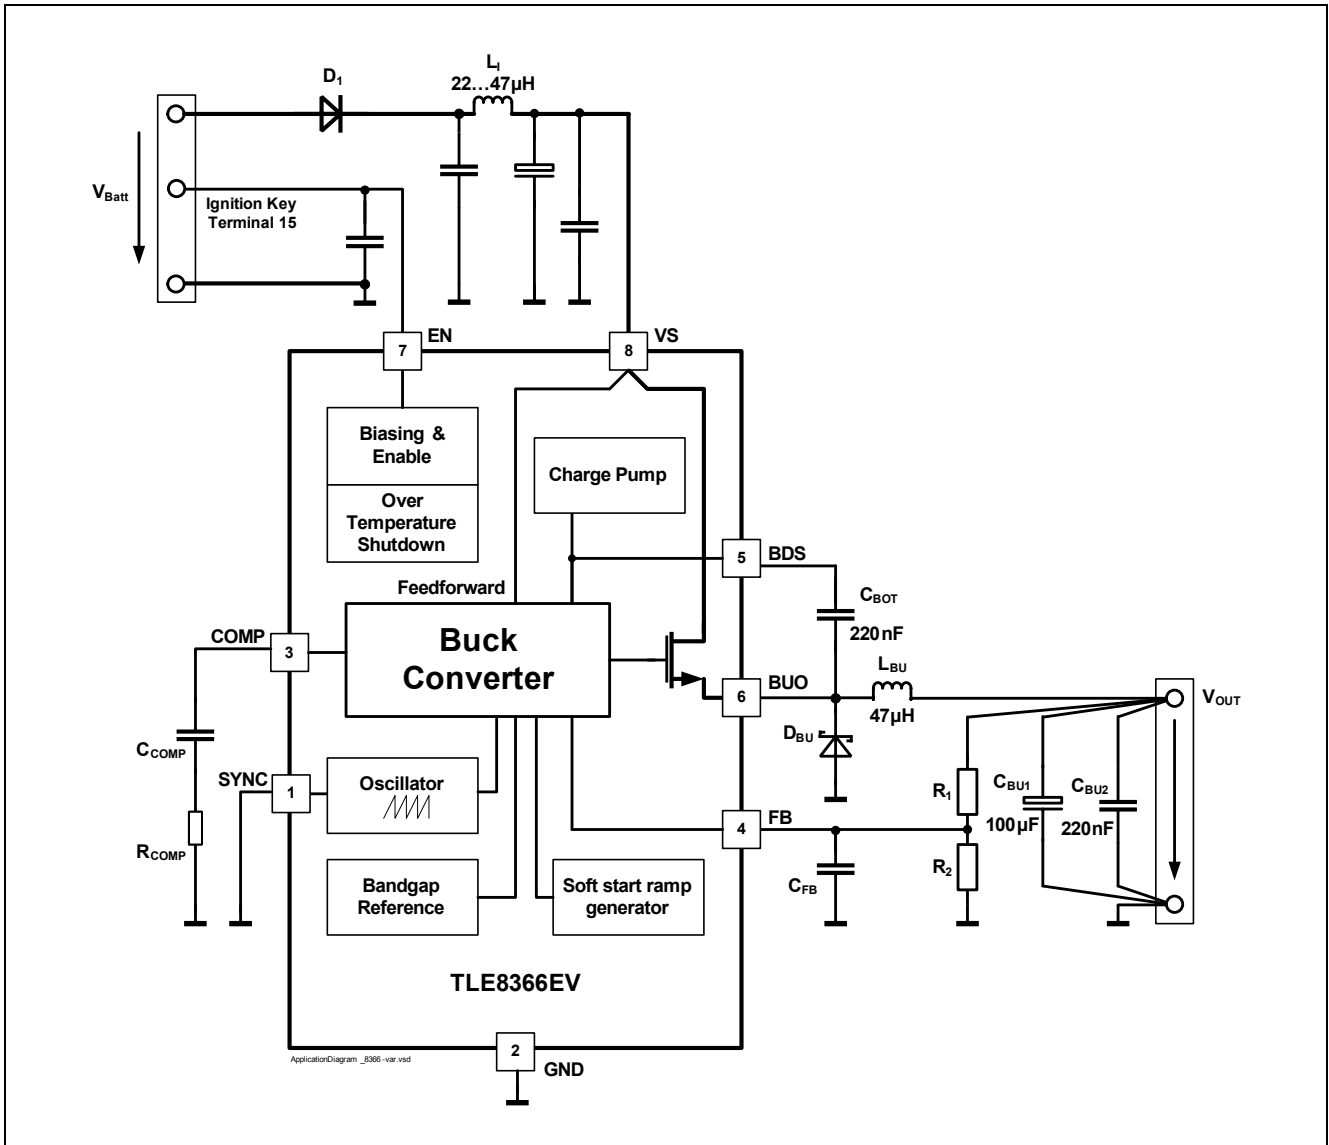 D1
LI
22...47µH
VBatt
Ignition Key
Terminal 15
EN
VS
7
8
Biasing &
Enable
Over
Temperature
Shutdown
Charge Pump
5
BDS
Feedforward
CBOT
220nF
COMP
3
Buck
Converter
6
BUO
LBU
47µH
VOUT
DBU
CCOMP
SYNC
1
Oscillator
R1
CBU1
100µF
CBU2
220nF
4
FB
RCOMP
R2
CFB
Bandgap
Reference
Soft start ramp
generator
TLE8366EV
ApplicationDiagram _8366-var.vsd
2
GND